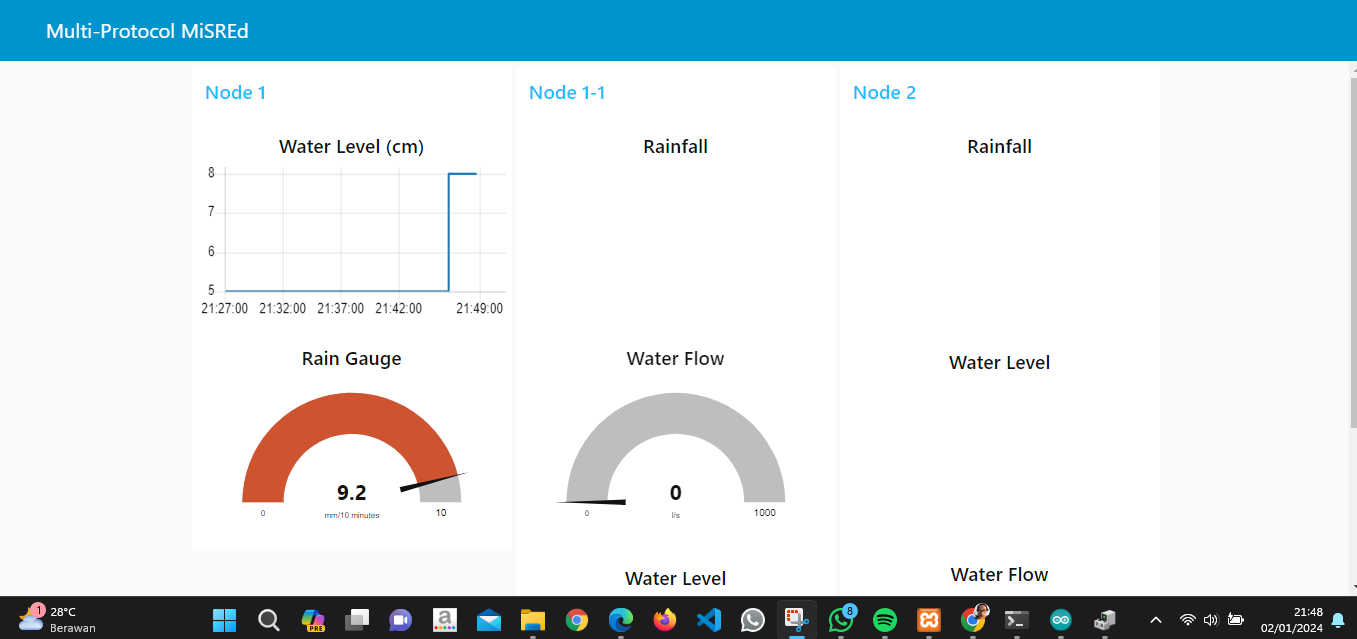 Multi-Protocol MiSREd
Node 1
Water Level (cm)
8
7
6
5
21:27:00 21:32:00 21:37:00 21:42:00 21:49:00
Rain Gauge
9.2
0 mm/10 minutes 10
Node 1-1
Rainfall
Water Flow
0
0 l/s 1000
Water Level
Node 2
Rainfall
Water Level
Water Flow
1
28°C
Berawan
PRE
a
8
21:48
02/01/2024